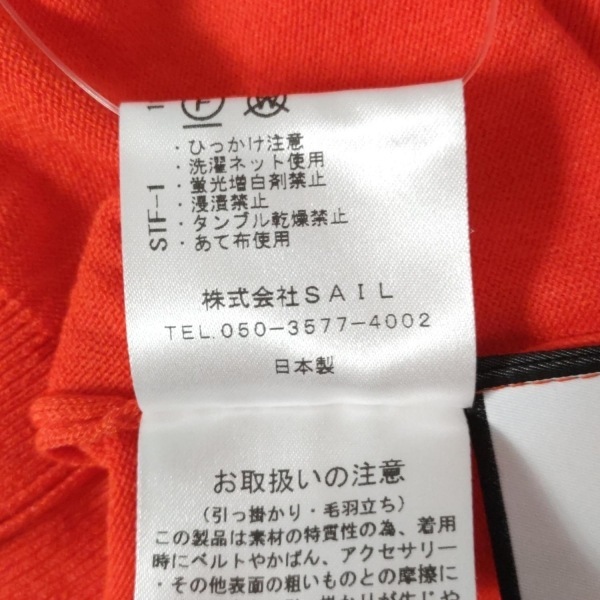 F W
STF-1
・ひっかけ注意
・洗濯ネット使用
・蛍光増白剤禁止
・浸漬禁止
・タンブル乾燥禁止
・あて布使用
株式会社SAIL
TEL.050-3577-4002
日本製
お取扱いの注意
(引っ掛かり・毛羽立ち)
この製品は素材の特質性の為、着用
時にベルトやかばん、アクセサリー
・その他表面の粗いものとの摩擦に